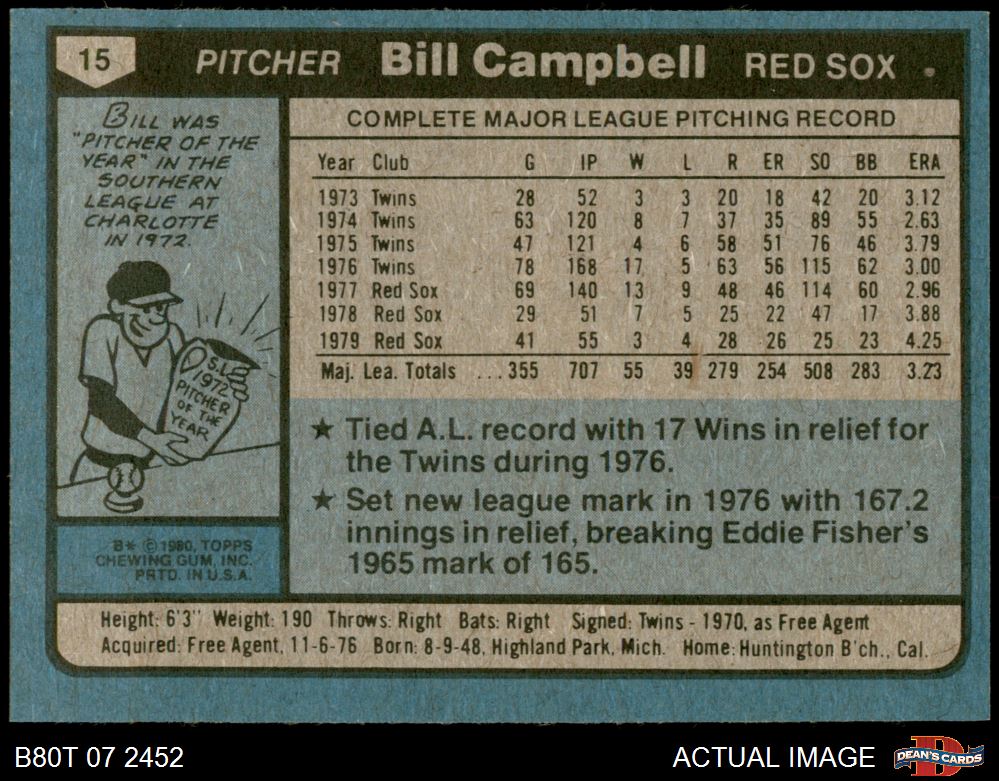 15 PITCHER Bill Campbell RED SOX
BILL WAS
"PITCHER OF THE
YEAR" IN THE
SOUTHERN
LEAGUE AT
CHARLOTTE
IN 1972.
S.L.
1972
PITCHER
OF THE
YEAR
B* © 1980, TOPPS
CHEWING GUM, INC.
PRTD. IN U.S.A.
COMPLETE MAJOR LEAGUE PITCHING RECORD
Year Club G IP W L R ER SO BB ERA
1973 Twins 28 52 3 3 20 18 42 20 3.12
1974 Twins 63 120 8 7 37 35 89 55 2.63
1975 Twins 47 121 4 6 58 51 76 46 3.79
1976 Twins 78 168 17 5 63 56 115 62 3.00
1977 Red Sox 69 140 13 9 48 46 114 60 2.96
1978 Red Sox 29 51 7 5 25 22 47 17 3.88
1979 Red Sox 41 55 3 4 28 26 25 23 4.25
Maj. Lea. Totals ...355 707 55 39 279 254 508 283 3.23
★ Tied A.L. record with 17 Wins in relief for
the Twins during 1976.
★ Set new league mark in 1976 with 167.2
innings in relief, breaking Eddie Fisher's
1965 mark of 165.
Height: 6'3" Weight: 190 Throws: Right Bats: Right Signed: Twins - 1970, as Free Agent
Acquired: Free Agent, 11-6-76 Born: 8-9-48, Highland Park, Mich. Home: Huntington B'ch., Cal.
B80T 07 2452 ACTUAL IMAGE
DEAN'S CARDS